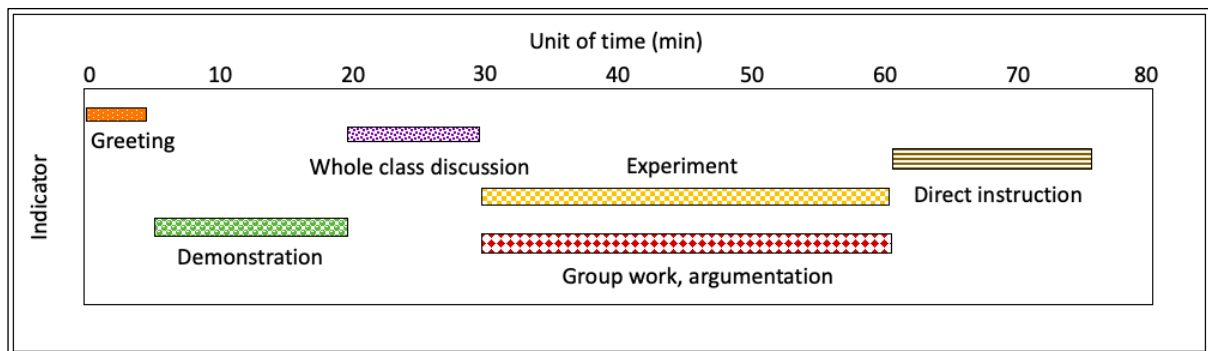 Unit of time (min)
0 10 20 30 40 50 60 70 80
Greeting
Whole class discussion
Experiment
Direct instruction
Indicator
Demonstration
Group work, argumentation